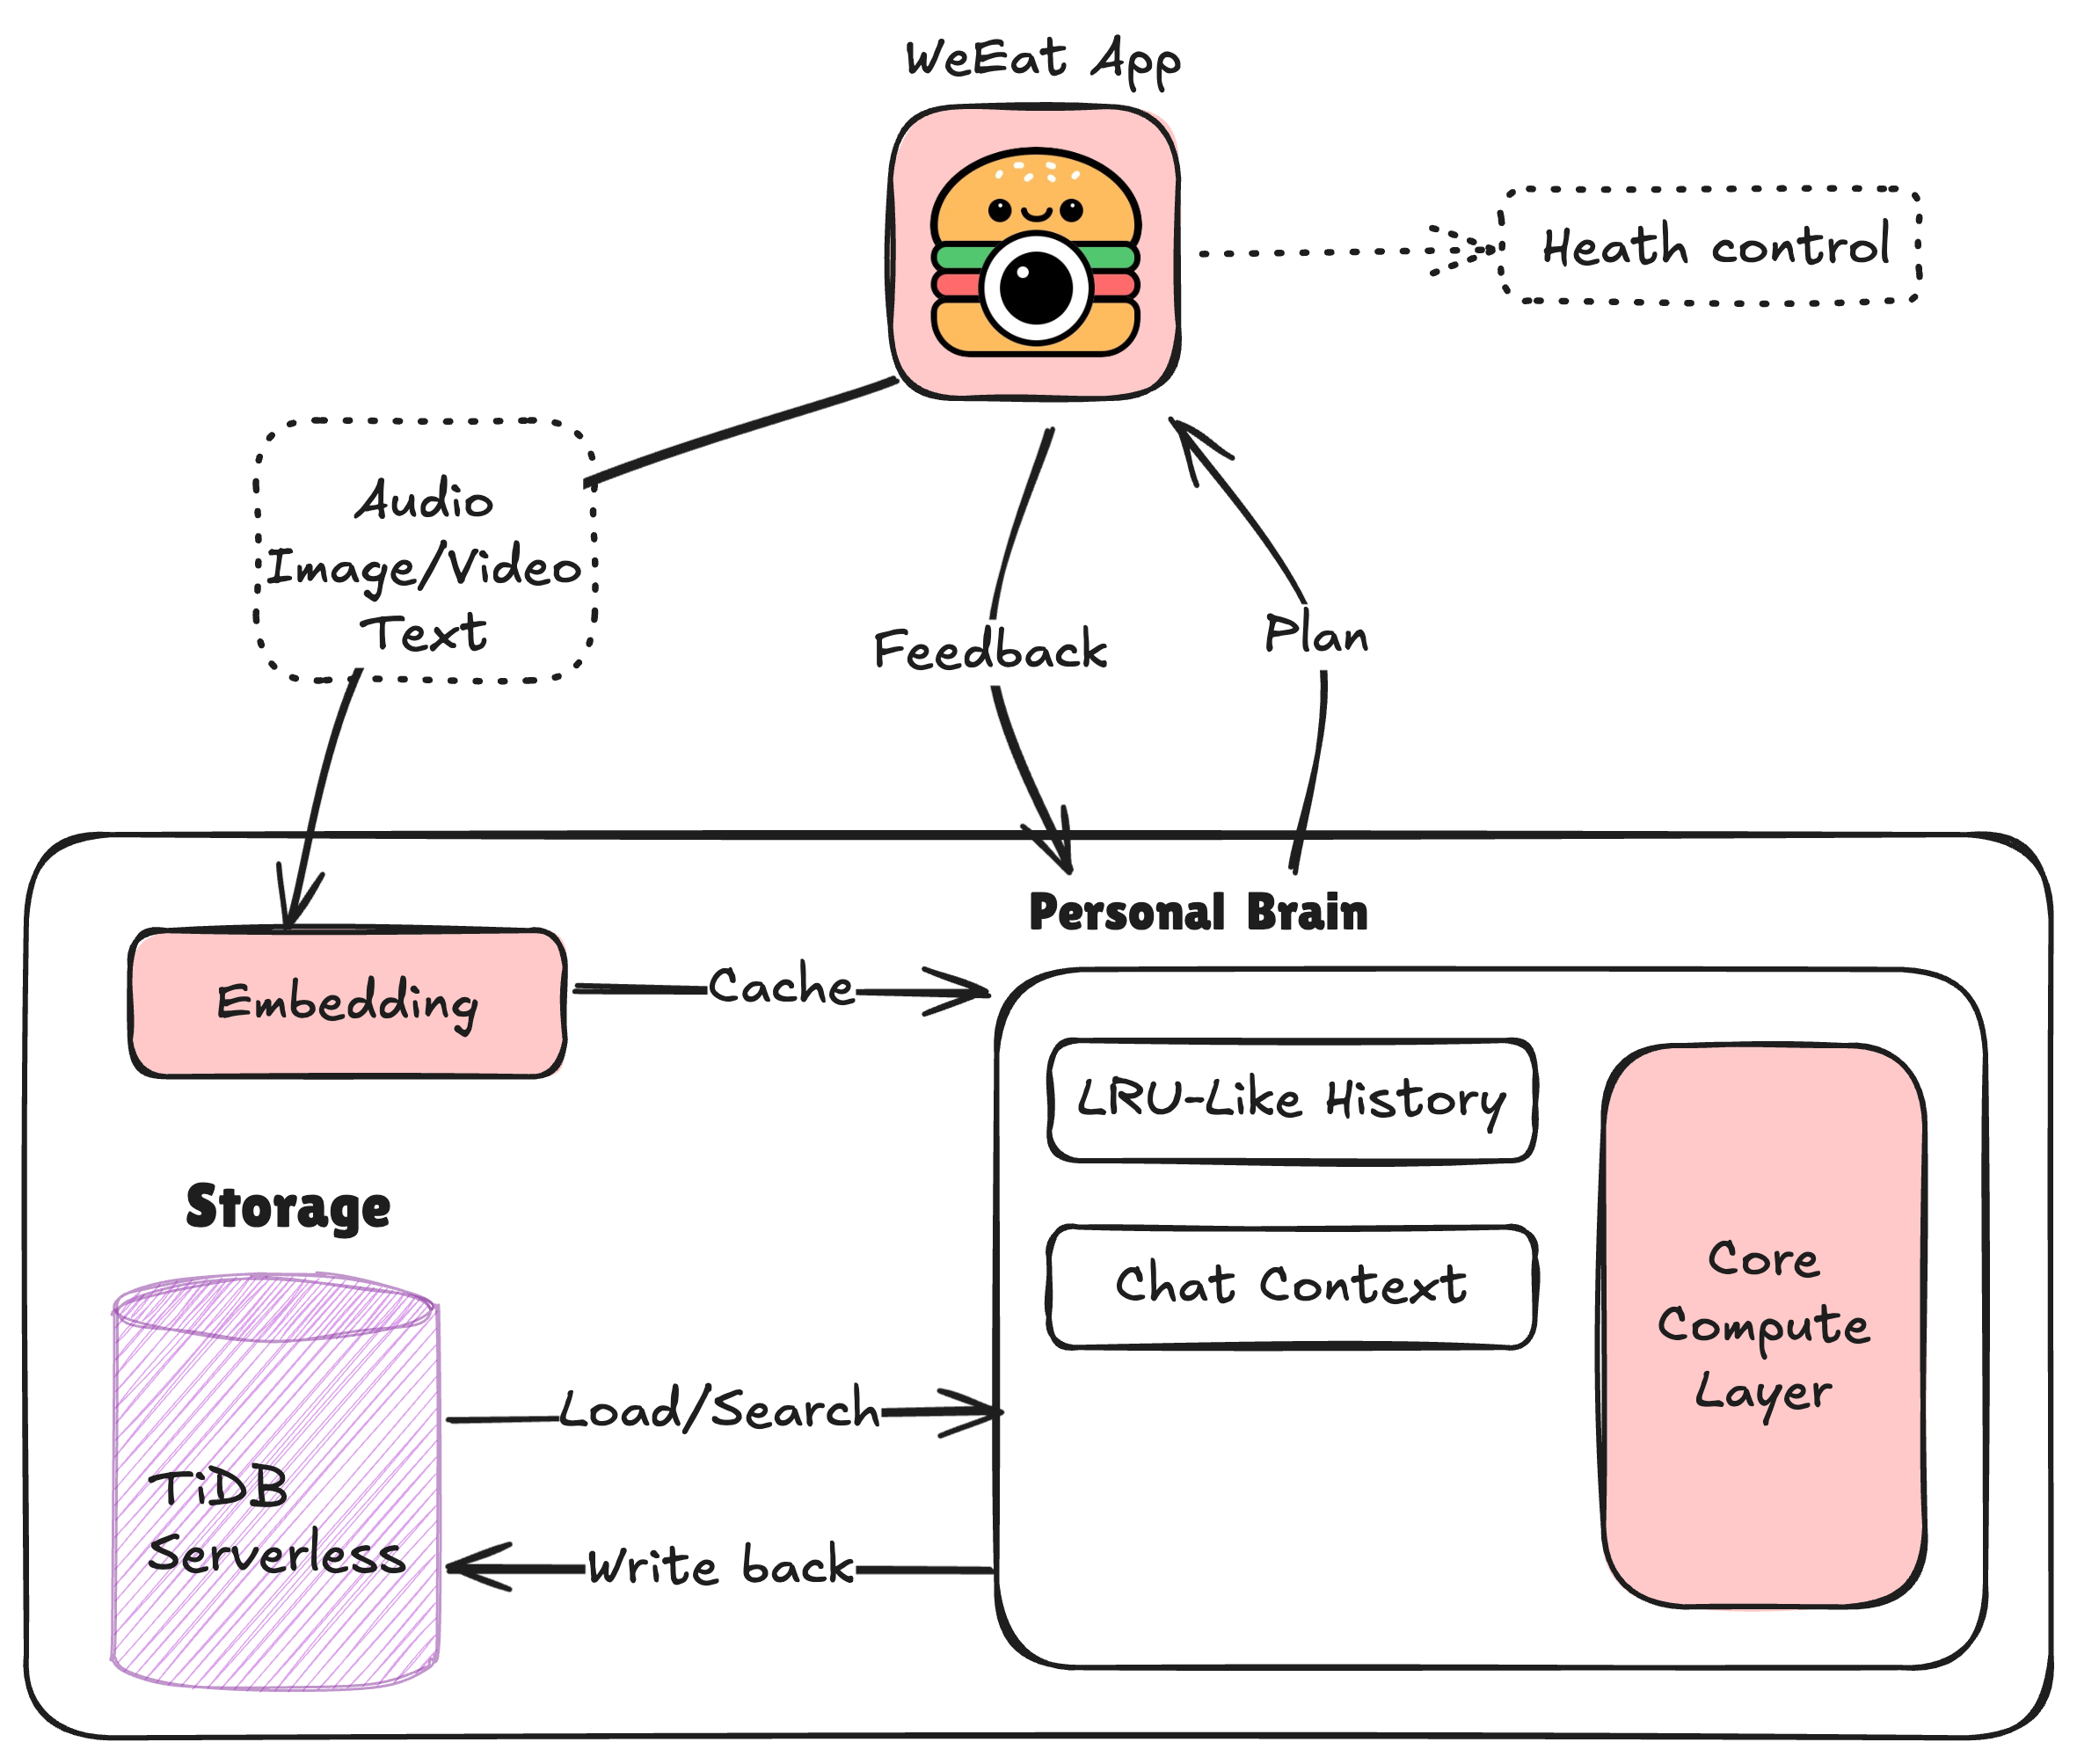 WeEat App
Heath control
Audio
Image/Video
Text
Feedback
Plan
Personal Brain
Embedding
Cache
LRU-Like History
Storage
Chat Context
Core
Compute
Layer
Load/Search
TiDB
Serverless
Write back